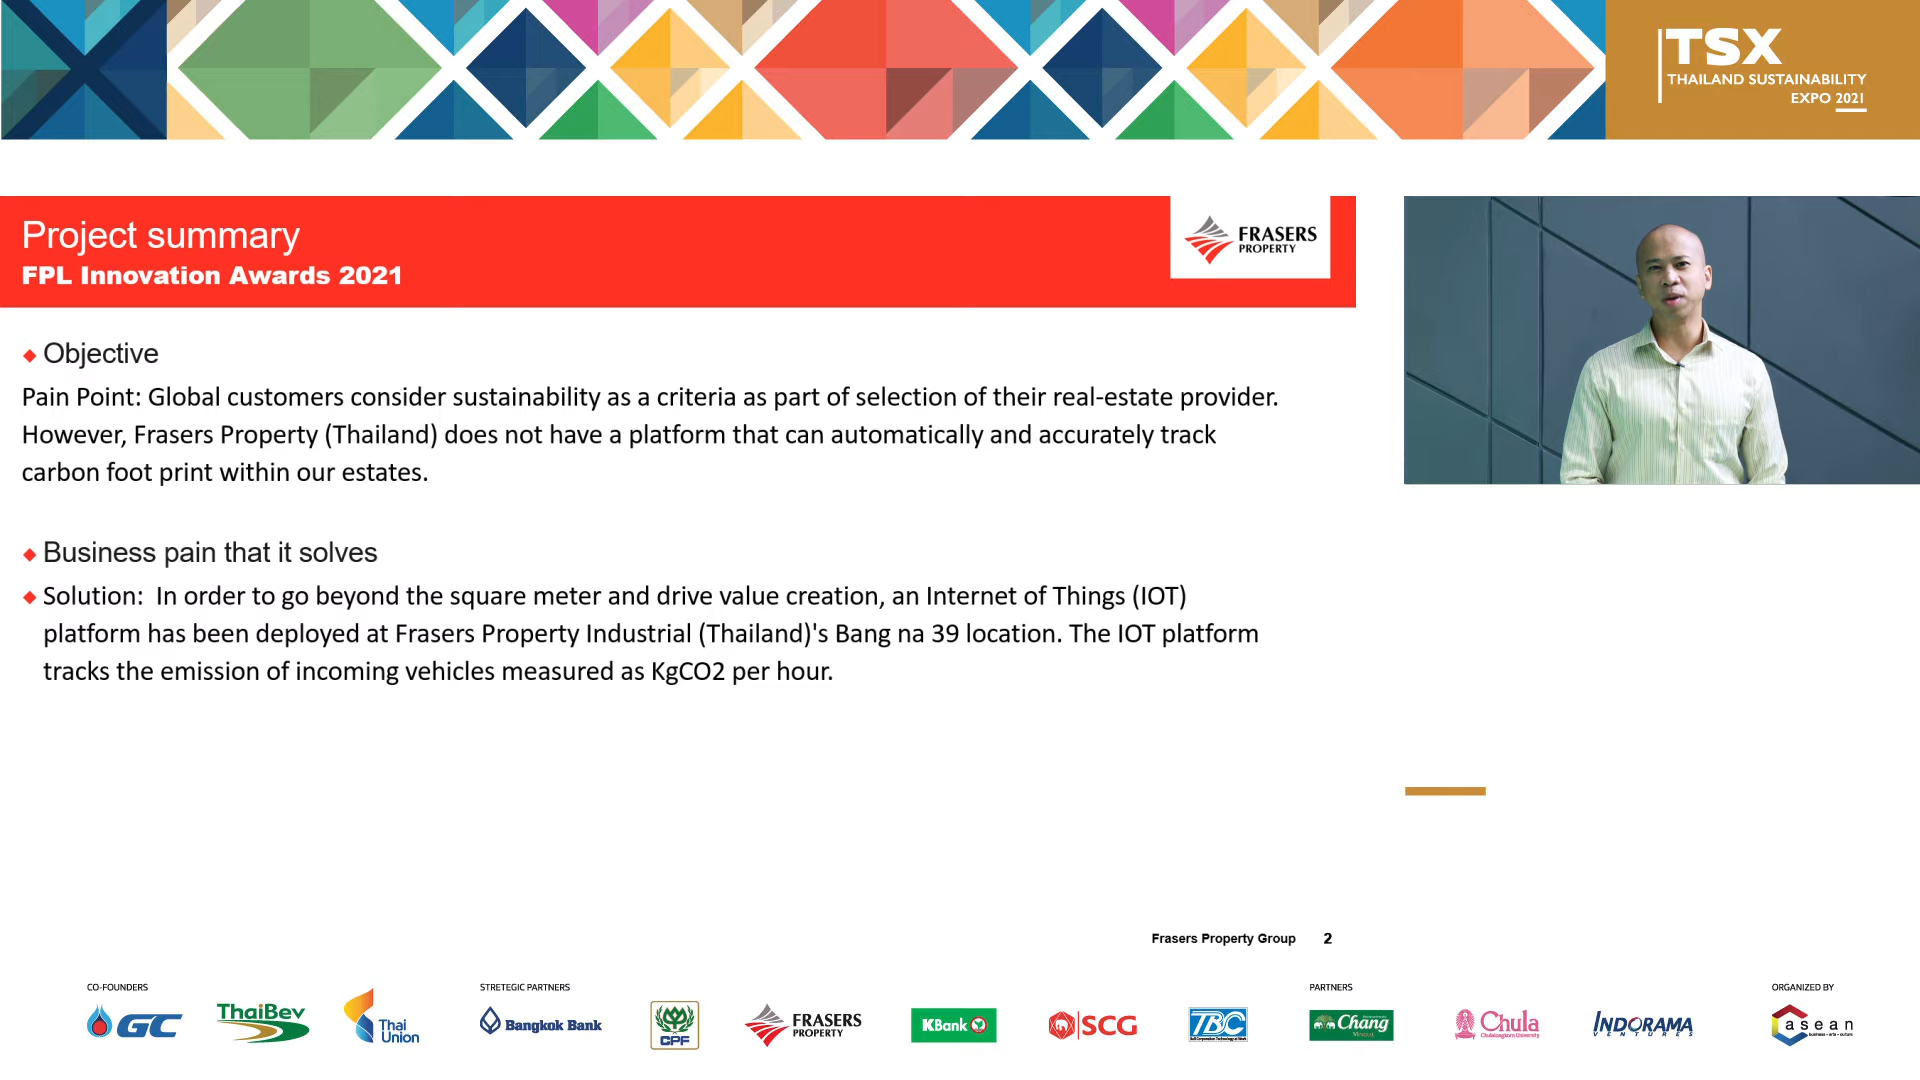 TSX
THAILAND SUSTAINABILITY
EXPO 2021
Project summary
FPL Innovation Awards 2021
FRASERS
PROPERTY
Objective
Pain Point: Global customers consider sustainability as a criteria as part of selection of their real-estate provider.
However, Frasers Property (Thailand) does not have a platform that can automatically and accurately track
carbon foot print within our estates.
Business pain that it solves
Solution:  In order to go beyond the square meter and drive value creation, an Internet of Things (IOT)
platform has been deployed at Frasers Property Industrial (Thailand)'s Bang na 39 location. The IOT platform
tracks the emission of incoming vehicles measured as KgCO2 per hour.
Frasers Property Group 2
CO-FOUNDERS
GC
ThaiBev
Thai
Union
STRETEGIC PARTNERS
Bangkok Bank
CPF
FRASERS
PROPERTY
KBank
SCG
TBC
PARTNERS
Chang
Chula
Chulalongkorn University
INDORAMA
VENTURES
ORGANIZED BY
asean